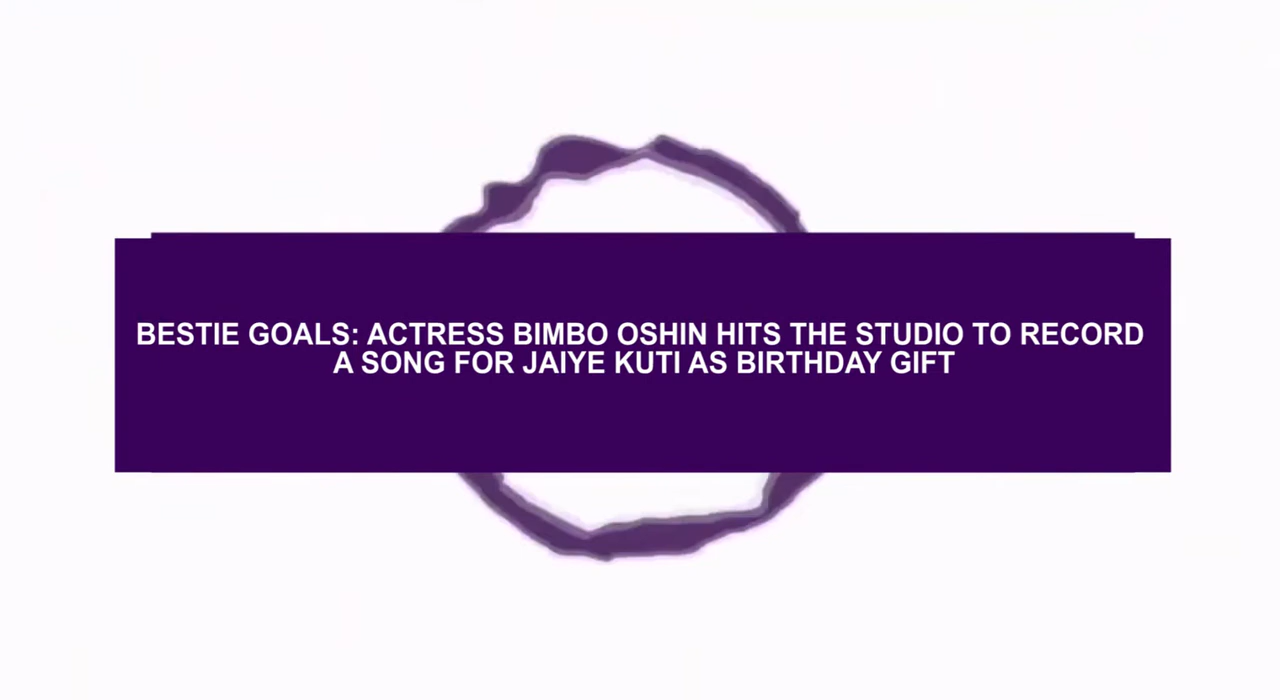 BESTIE GOALS: ACTRESS BIMBO OSHIN HITS THE STUDIO TO RECORD
A SONG FOR JAIYE KUTI AS BIRTHDAY GIFT